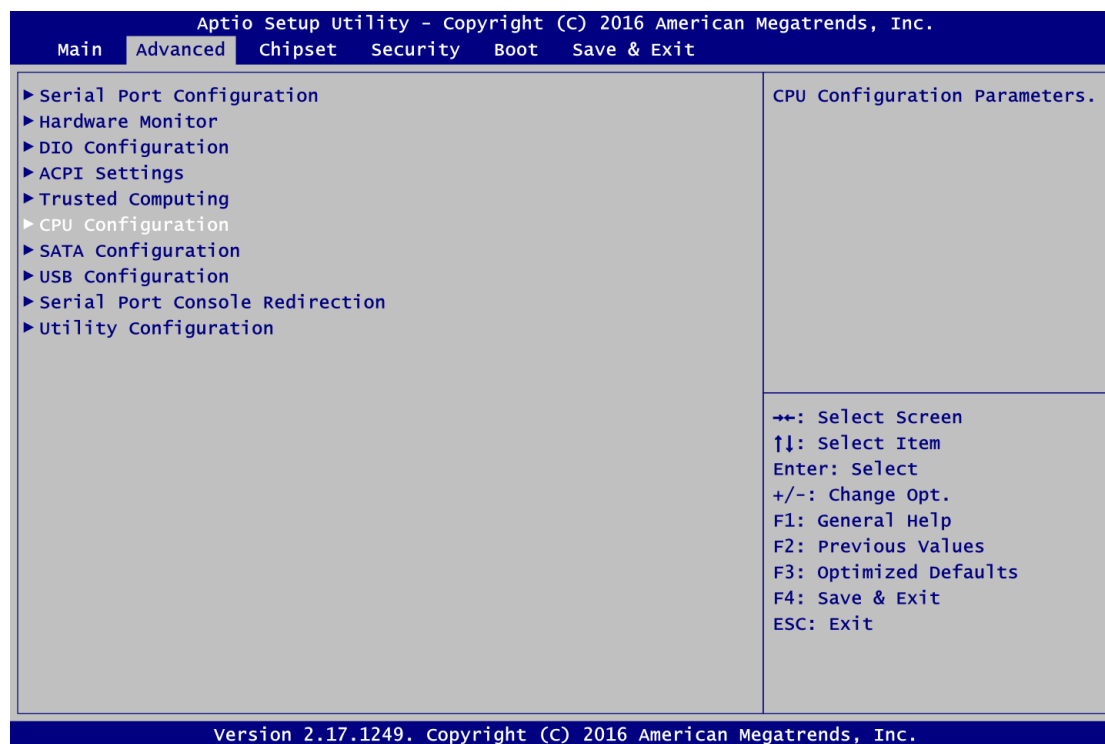 Aptio Setup Utility – Copyright (C) 2016 American Megatrends, Inc.
Main Advanced Chipset Security Boot Save & Exit
▶ Serial Port Configuration
▶ Hardware Monitor
▶ DIO Configuration
▶ ACPI Settings
▶ Trusted Computing
▶ CPU Configuration
▶ SATA Configuration
▶ USB Configuration
▶ Serial Port Console Redirection
▶ Utility Configuration
CPU Configuration Parameters.
→←: Select Screen
↑↓: Select Item
Enter: Select
+/-: Change Opt.
F1: General Help
F2: Previous Values
F3: Optimized Defaults
F4: Save & Exit
ESC: Exit
Version 2.17.1249. Copyright (C) 2016 American Megatrends, Inc.